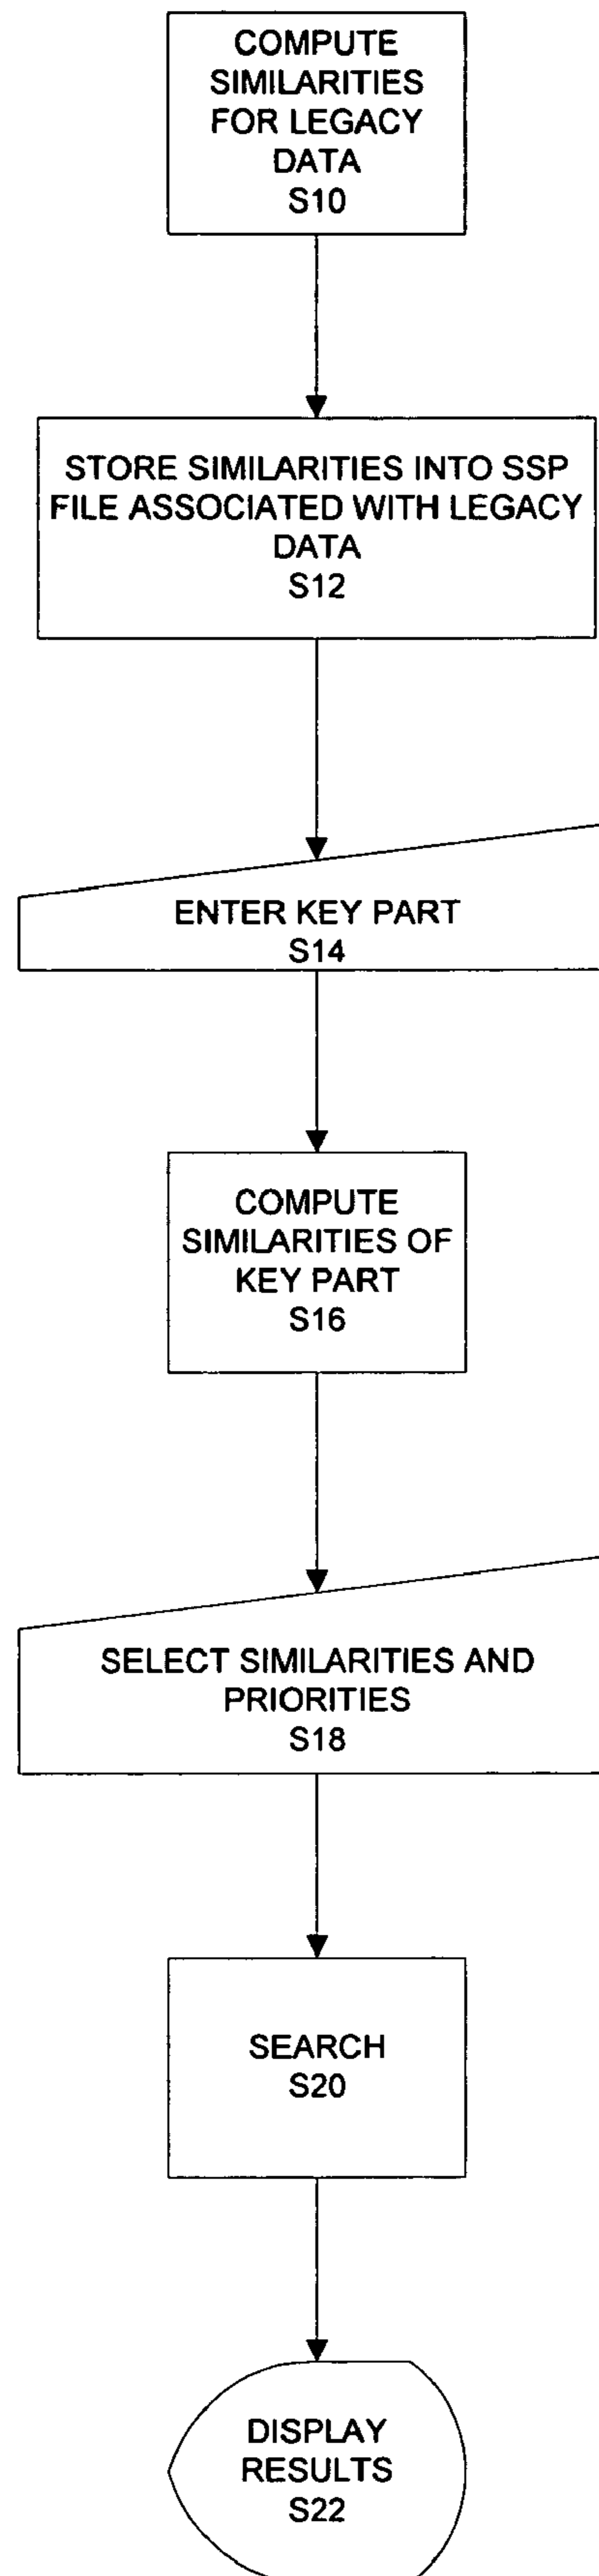 COMPUTE
SIMILARITIES
FOR LEGACY
DATA
S10
STORE SIMILARITIES INTO SSP
FILE ASSOCIATED WITH LEGACY
DATA
S12
ENTER KEY PART
S14
COMPUTE
SIMILARITIES OF
KEY PART
S16
SELECT SIMILARITIES AND
PRIORITIES
S18
SEARCH
S20
DISPLAY
RESULTS
S22